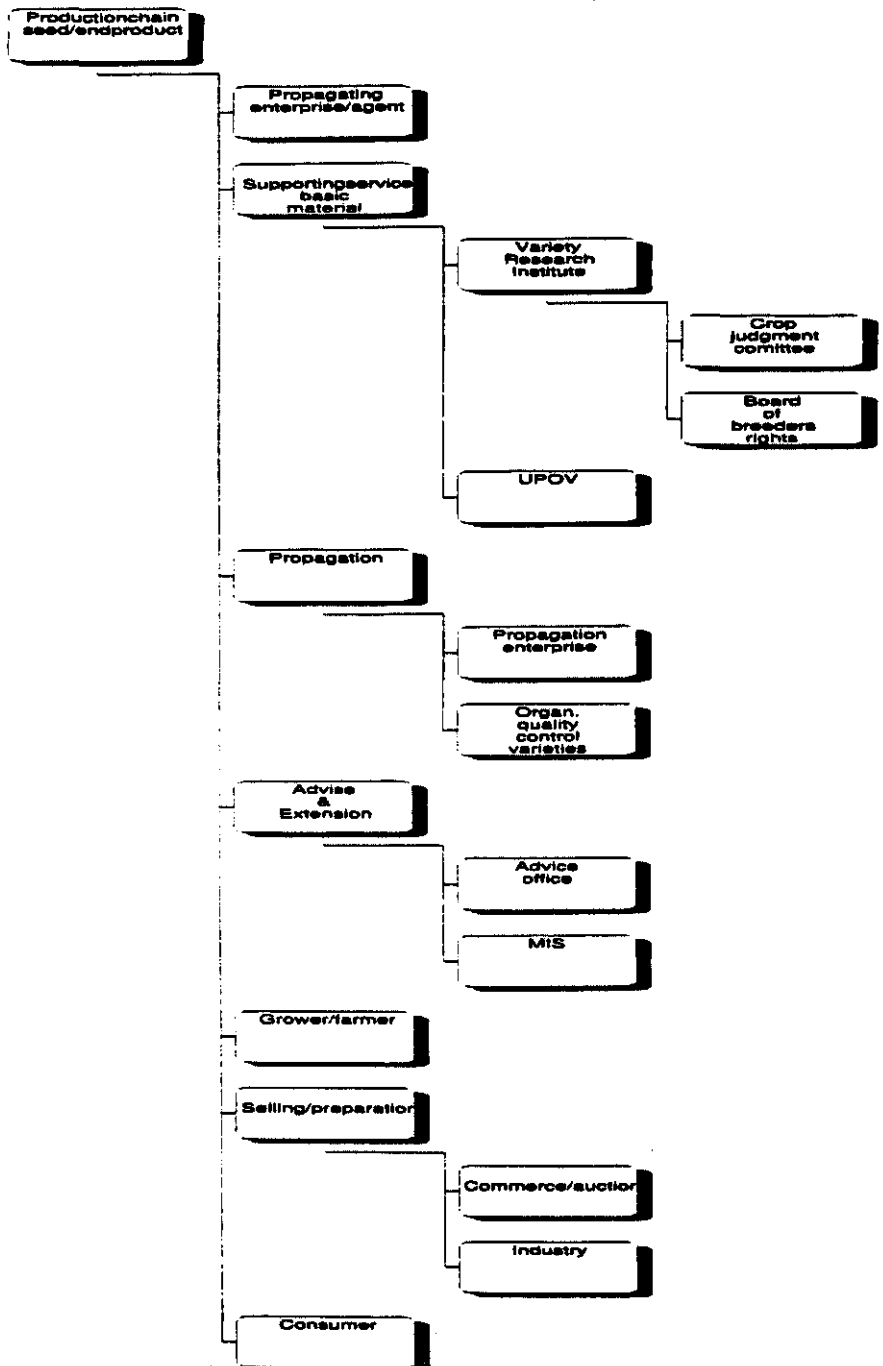 Productionchain
seed/endproduct
Propagating
enterprise/agent
Supportingservice
basic
material
Variety
Research
Institute
Crop
judgment
comittee
Board
of
breeders
rights
UPOV
Propagation
Propagation
enterprise
Organ.
quality
control
varieties
Advise
&
Extension
Advice
office
MIS
Grower/farmer
Selling/preparation
Commerce/auction
Industry
Consumer